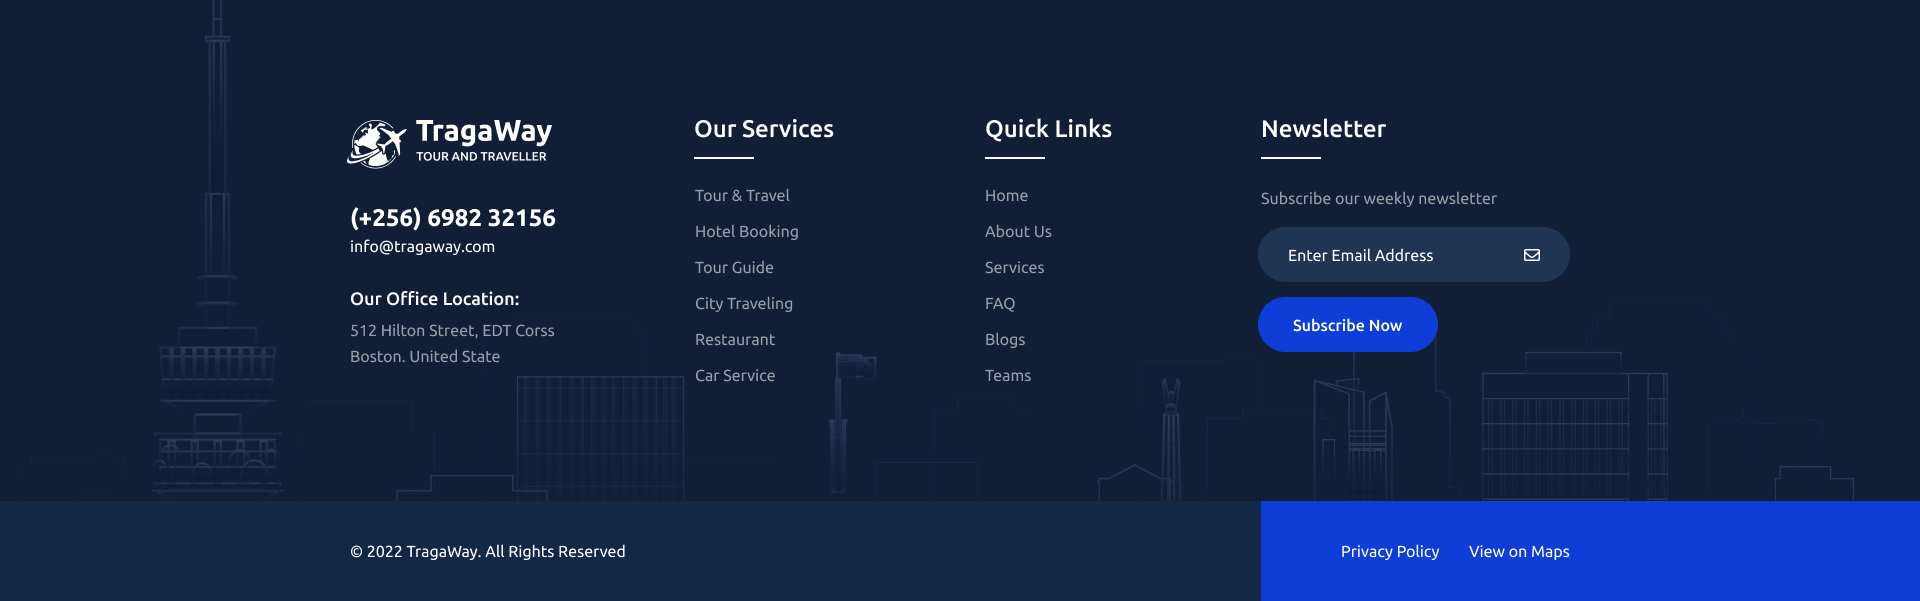 TragaWay
TOUR AND TRAVELLER
(+256) 6982 32156
info@tragaway.com
Our Office Location:
512 Hilton Street, EDT Corss
Boston. United State
Our Services
Tour & Travel
Hotel Booking
Tour Guide
City Traveling
Restaurant
Car Service
Quick Links
Home
About Us
Services
FAQ
Blogs
Teams
Newsletter
Subscribe our weekly newsletter
Enter Email Address
Subscribe Now
© 2022 TragaWay. All Rights Reserved
Privacy Policy
View on Maps